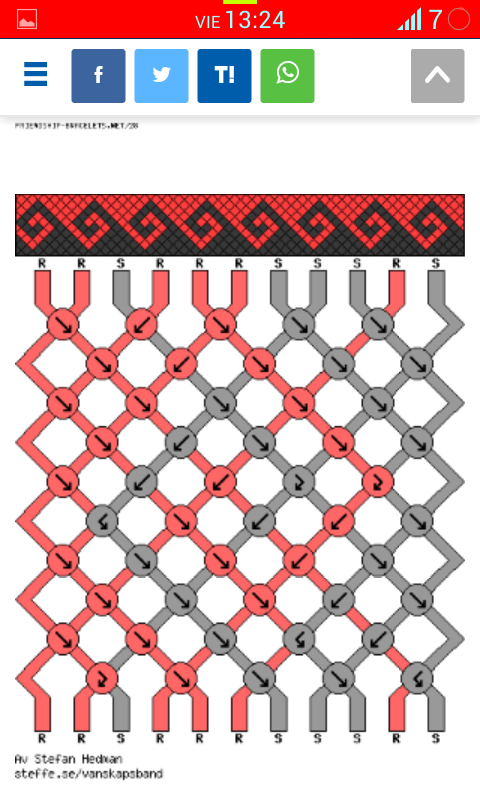 VIE 13:24 7
f T!
FRIENDSHIP-BRACELETS.NET/28
R R S R R R S S S R S
R R S R R R S S S R S
Av Stefan Hedman
steffe.se/vanskapsband